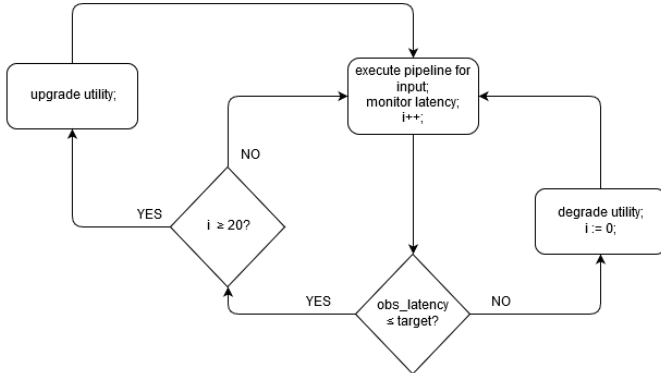 execute pipeline for
input;
monitor latency;
i++;
upgrade utility;
NO
YES
i ≥ 20?
degrade utility;
i := 0;
YES
obs_latency
≤ target?
NO